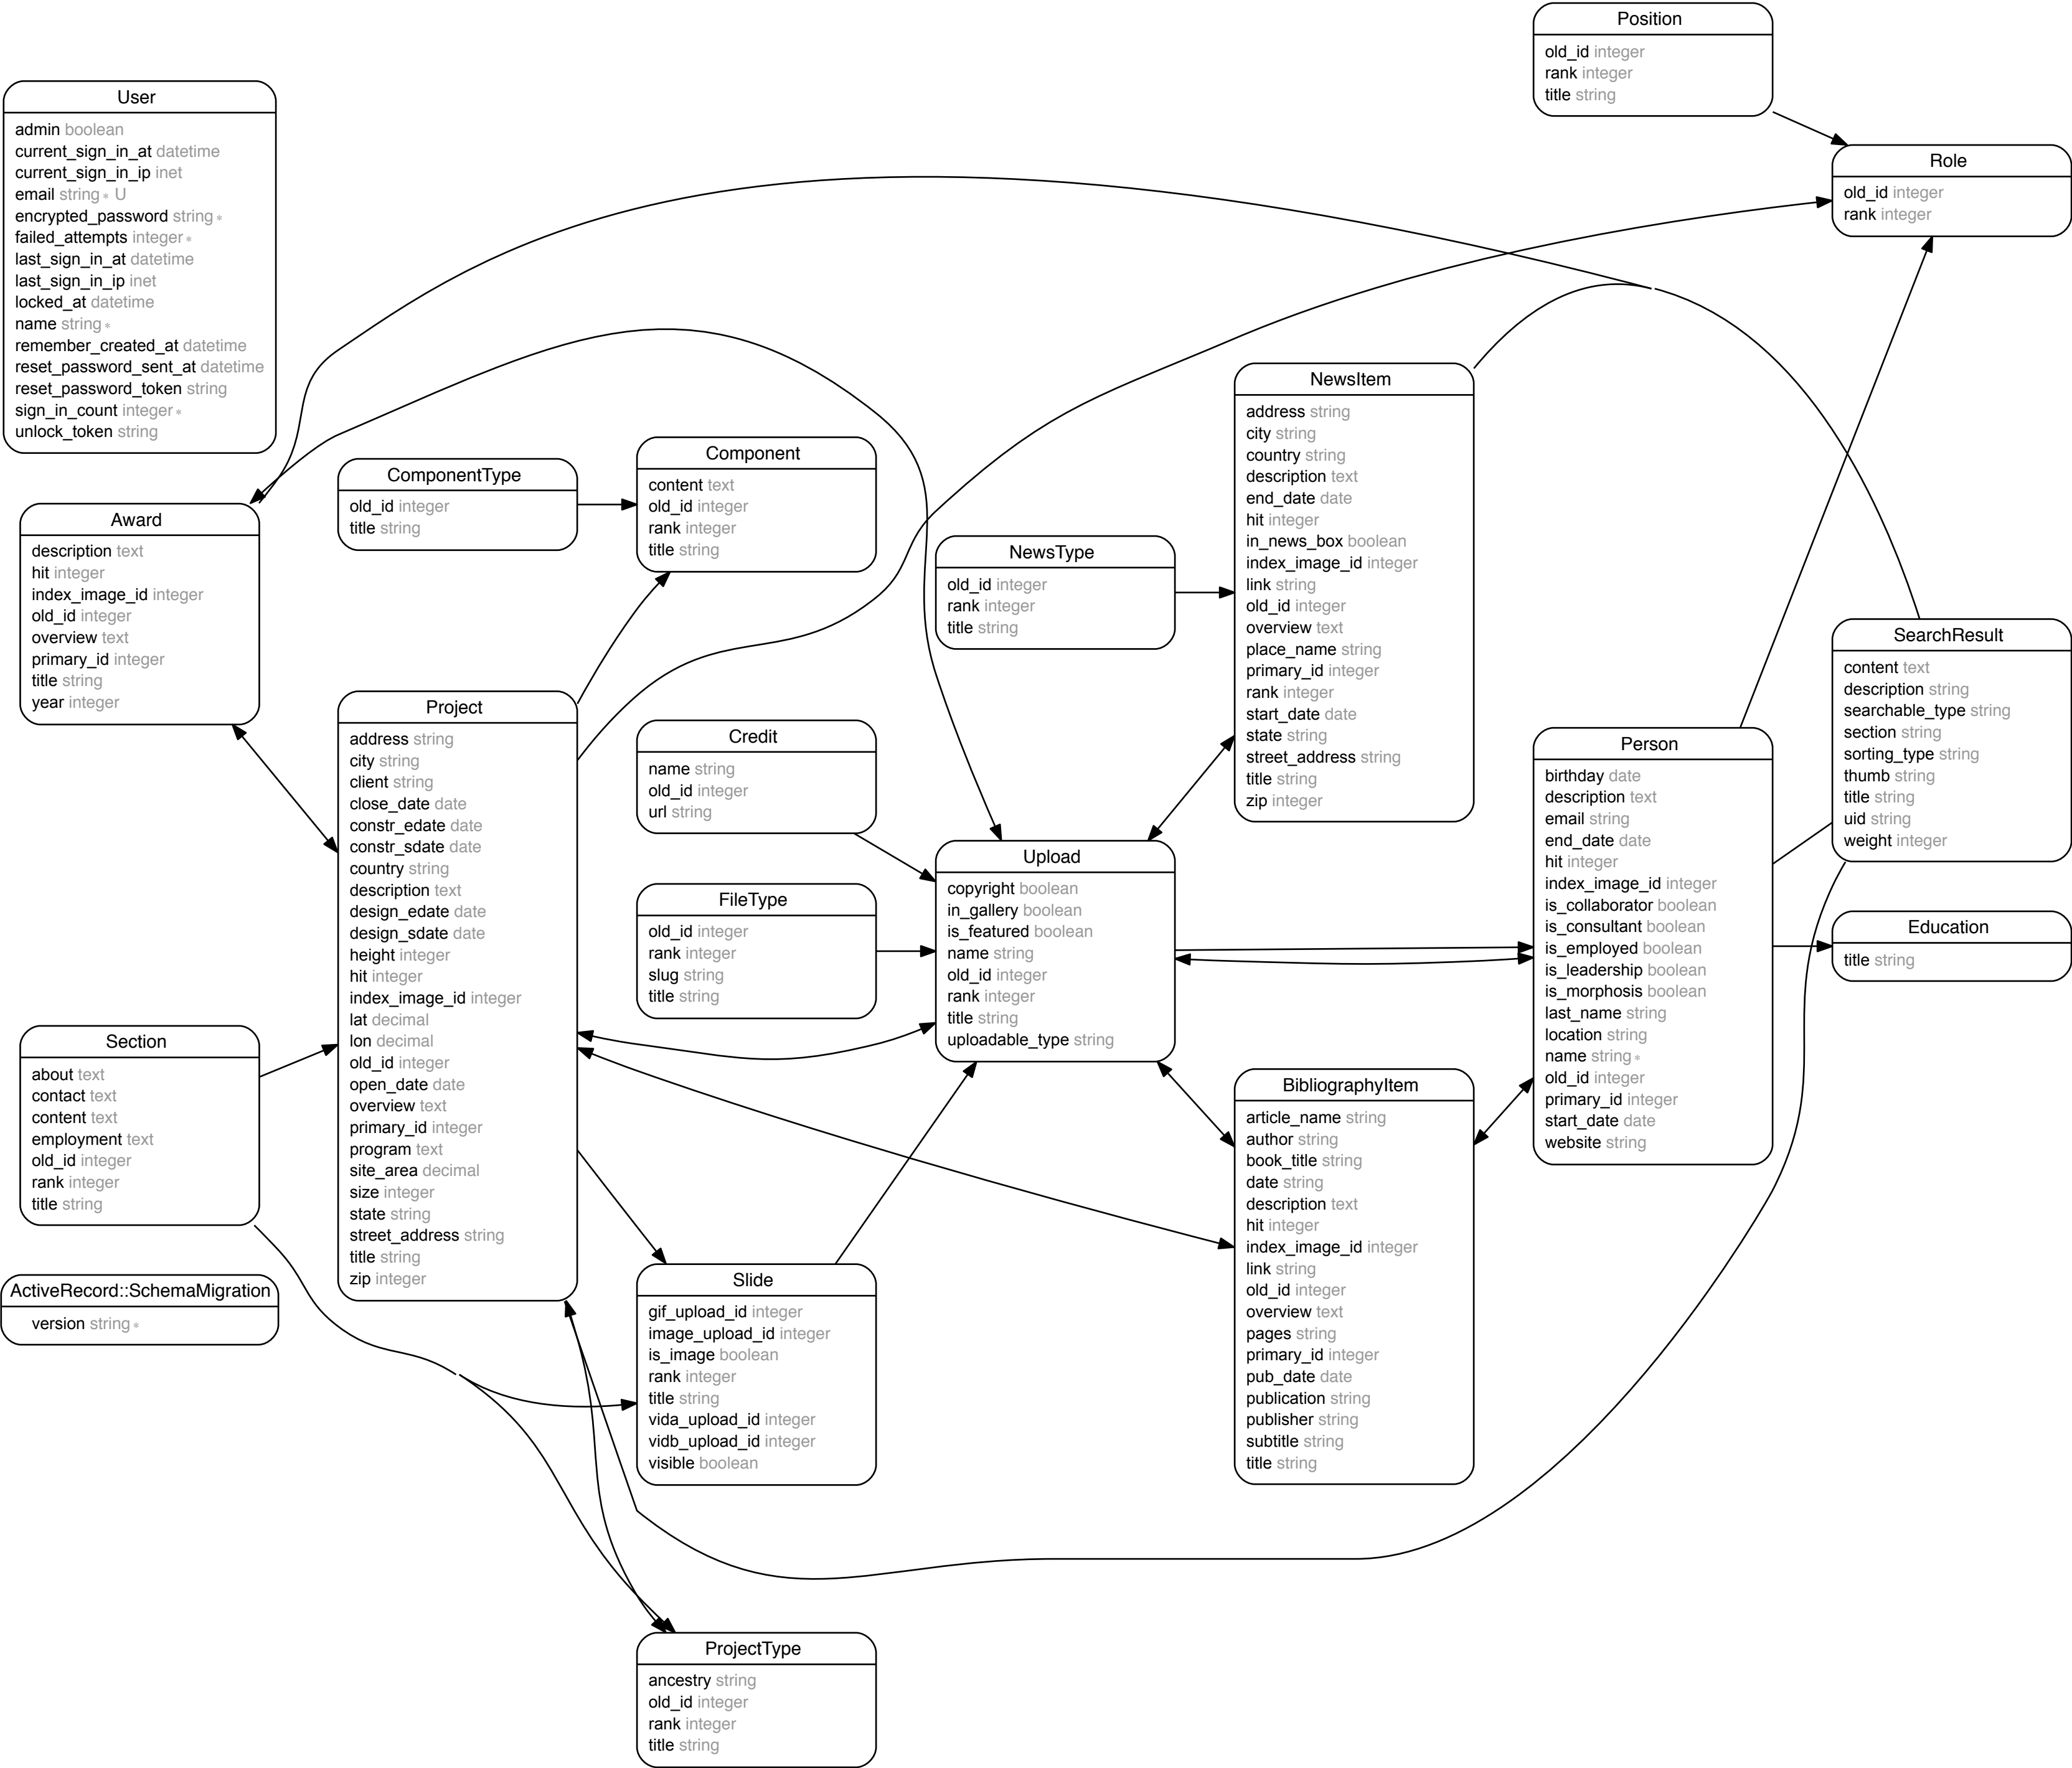 Position
old_id integer
rank integer
title string
User
admin boolean
current_sign_in_at datetime
current_sign_in_ip inet
email string * U
encrypted_password string *
failed_attempts integer *
last_sign_in_at datetime
last_sign_in_ip inet
locked_at datetime
name string *
remember_created_at datetime
reset_password_sent_at datetime
reset_password_token string
sign_in_count integer *
unlock_token string
Role
old_id integer
rank integer
NewsItem
address string
city string
country string
description text
end_date date
hit integer
in_news_box boolean
index_image_id integer
link string
old_id integer
overview text
place_name string
primary_id integer
rank integer
start_date date
state string
street_address string
title string
zip integer
Component
content text
old_id integer
rank integer
title string
ComponentType
old_id integer
title string
Award
description text
hit integer
index_image_id integer
old_id integer
overview text
primary_id integer
title string
year integer
NewsType
old_id integer
rank integer
title string
SearchResult
content text
description string
searchable_type string
section string
sorting_type string
thumb string
title string
uid string
weight integer
Project
address string
city string
client string
close_date date
constr_edate date
constr_sdate date
country string
description text
design_edate date
design_sdate date
height integer
hit integer
index_image_id integer
lat decimal
lon decimal
old_id integer
open_date date
overview text
primary_id integer
program text
site_area decimal
size integer
state string
street_address string
title string
zip integer
Credit
name string
old_id integer
url string
Person
birthday date
description text
email string
end_date date
hit integer
index_image_id integer
is_collaborator boolean
is_consultant boolean
is_employed boolean
is_leadership boolean
is_morphosis boolean
last_name string
location string
name string *
old_id integer
primary_id integer
start_date date
website string
Upload
copyright boolean
in_gallery boolean
is_featured boolean
name string
old_id integer
rank integer
title string
uploadable_type string
FileType
old_id integer
rank integer
slug string
title string
Education
title string
Section
about text
contact text
content text
employment text
old_id integer
rank integer
title string
BibliographyItem
article_name string
author string
book_title string
date string
description text
hit integer
index_image_id integer
link string
old_id integer
overview text
pages string
primary_id integer
pub_date date
publication string
publisher string
subtitle string
title string
Slide
gif_upload_id integer
image_upload_id integer
is_image boolean
rank integer
title string
vida_upload_id integer
vidb_upload_id integer
visible boolean
ActiveRecord::SchemaMigration
version string *
ProjectType
ancestry string
old_id integer
rank integer
title string